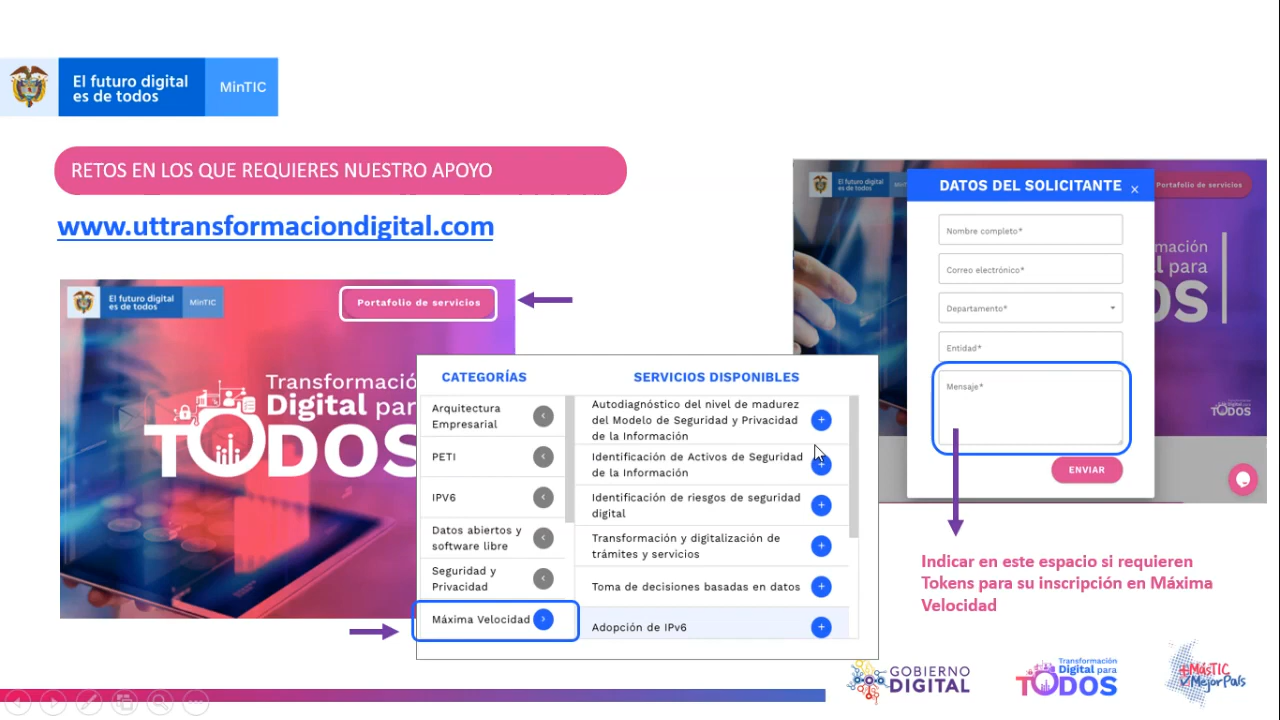 El futuro digital
es de todos
MinTIC
RETOS EN LOS QUE REQUIERES NUESTRO APOYO
www.uttransformaciondigital.com
El futuro digital
es de todos
MinTIC
Portafolio de servicios
Transformació
Digital par
TODOS
CATEGORÍAS
Arquitectura
Empresarial
PETI
IPV6
Datos abiertos y
software libre
Seguridad y
Privacidad
Máxima Velocidad
SERVICIOS DISPONIBLES
Autodiagnóstico del nivel de madurez
del Modelo de Seguridad y Privacidad
de la Información
Identificación de Activos de Seguridad
de la Información
Identificación de riesgos de seguridad
digital
Transformación y digitalización de
trámites y servicios
Toma de decisiones basadas en datos
Adopción de IPv6
El futuro digital
es de todos
Portafolio de servicios
DATOS DEL SOLICITANTE
Nombre completo*
Correo electrónico*
Departamento*
Entidad*
Mensaje*
ENVIAR
mación
l para
OS
TODOS
Indicar en este espacio si requieren
Tokens para su inscripción en Máxima
Velocidad
GOBIERNO
DIGITAL
Transformación
Digital para
TODOS
+MásTIC
✓MejorPaís